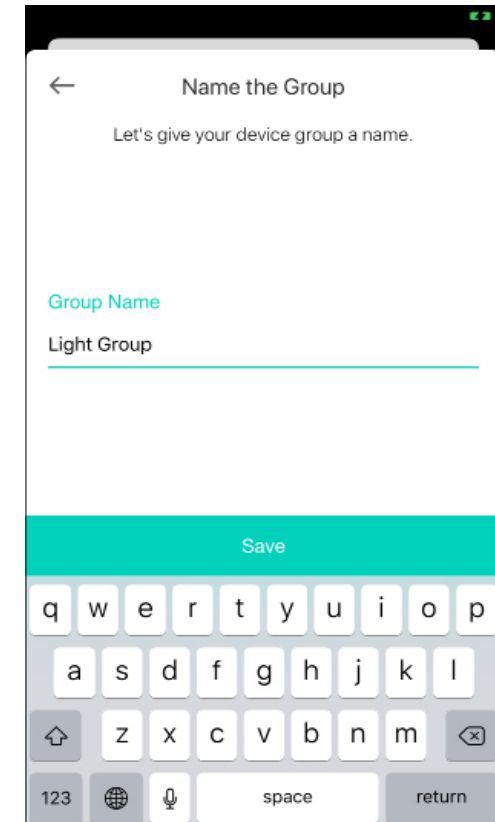 Name the Group
Let's give your device group a name.
Group Name
Light Group
Save
q w e r t y u i o p
a s d f g h j k l
z x c v b n m
123 space return